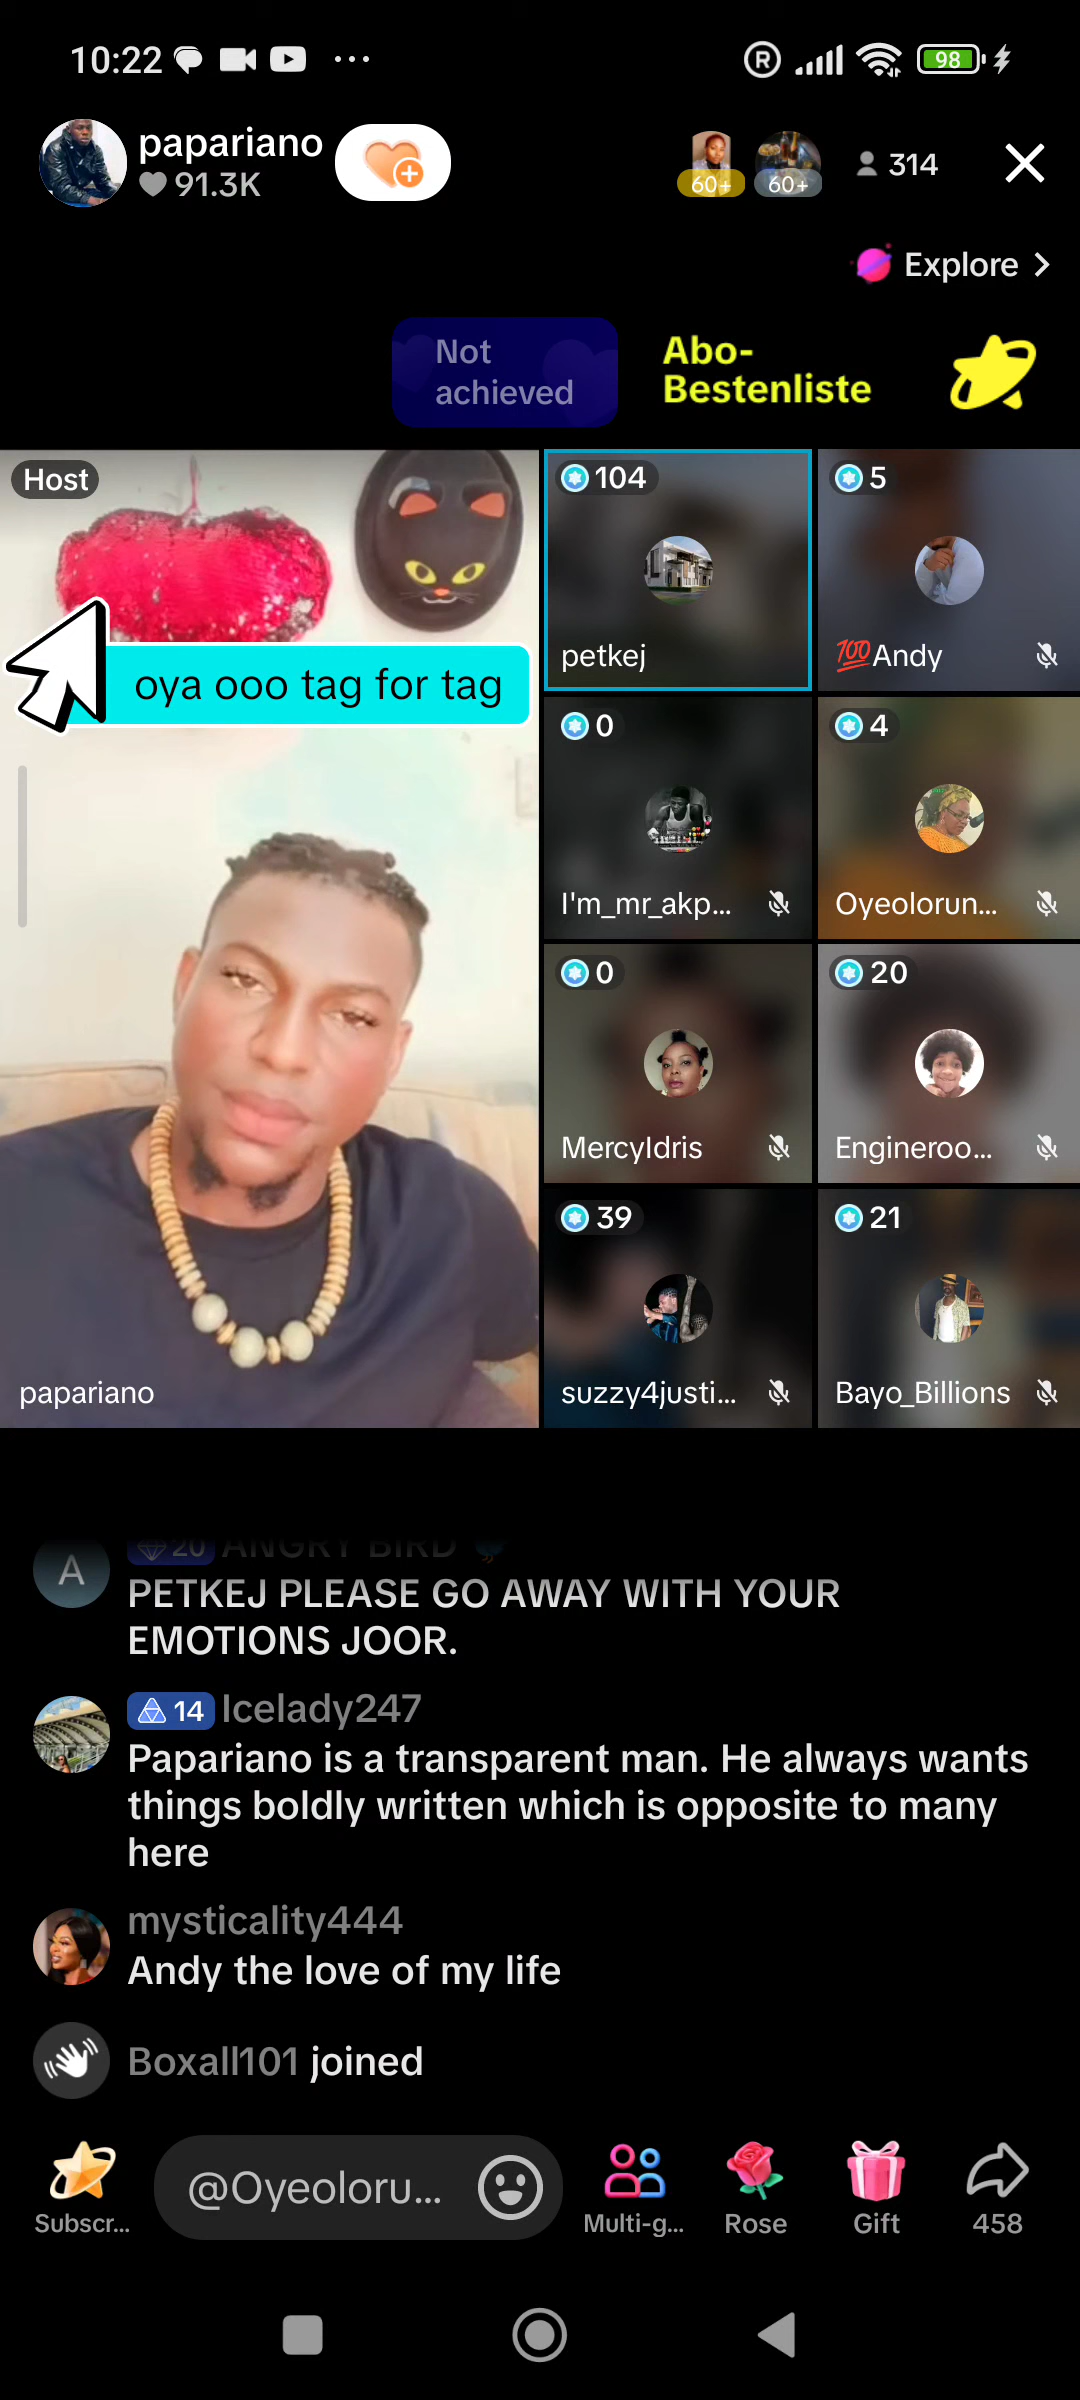 10:22
98
papariano
91.3K
60+
60+
314
Explore
Not
achieved
Abo-
Bestenliste
Host
oya ooo tag for tag
papariano
104
petkej
5
💯Andy
0
I'm_mr_akp...
4
Oyeolorun...
0
MercyIdris
20
Engineroo...
39
suzzy4justi...
21
Bayo_Billions
A
20 ANGRY BIRD
PETKEJ PLEASE GO AWAY WITH YOUR
EMOTIONS JOOR.
14 Icelady247
Papariano is a transparent man. He always wants
things boldly written which is opposite to many
here
mysticality444
Andy the love of my life
Boxall101 joined
@Oyeoloru...
Subscr...
Multi-g...
Rose
Gift
458